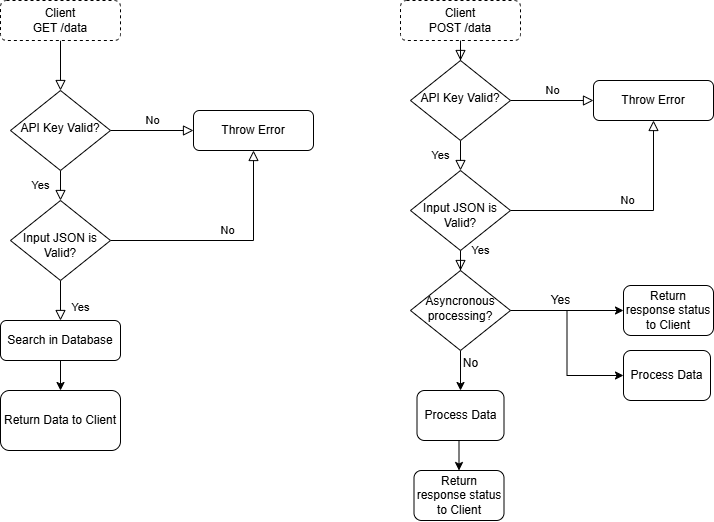 Client
GET /data
API Key Valid?
No
Throw Error
Yes
Input JSON is
Valid?
No
Yes
Search in Database
Return Data to Client
Client
POST /data
API Key Valid?
No
Throw Error
Yes
Input JSON is
Valid?
No
Yes
Asyncronous
processing?
Yes
Return
response status
to Client
Process Data
No
Process Data
Return
response status
to Client